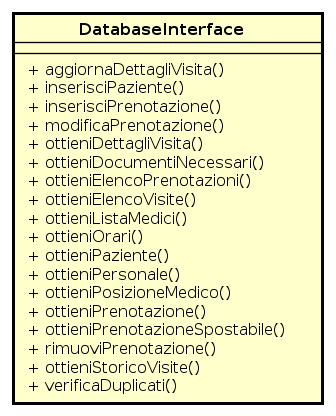 DatabaseInterface
+ aggiornaDettagliVisita()
+ inserisciPaziente()
+ inserisciPrenotazione()
+ modificaPrenotazione()
+ ottieniDettagliVisita()
+ ottieniDocumentiNecessari()
+ ottieniElencoPrenotazioni()
+ ottieniElencoVisite()
+ ottieniListaMedici()
+ ottieniOrari()
+ ottieniPaziente()
+ ottieniPersonale()
+ ottieniPosizioneMedico()
+ ottieniPrenotazione()
+ ottieniPrenotazioneSpostabile()
+ rimuoviPrenotazione()
+ ottieniStoricoVisite()
+ verificaDuplicati()